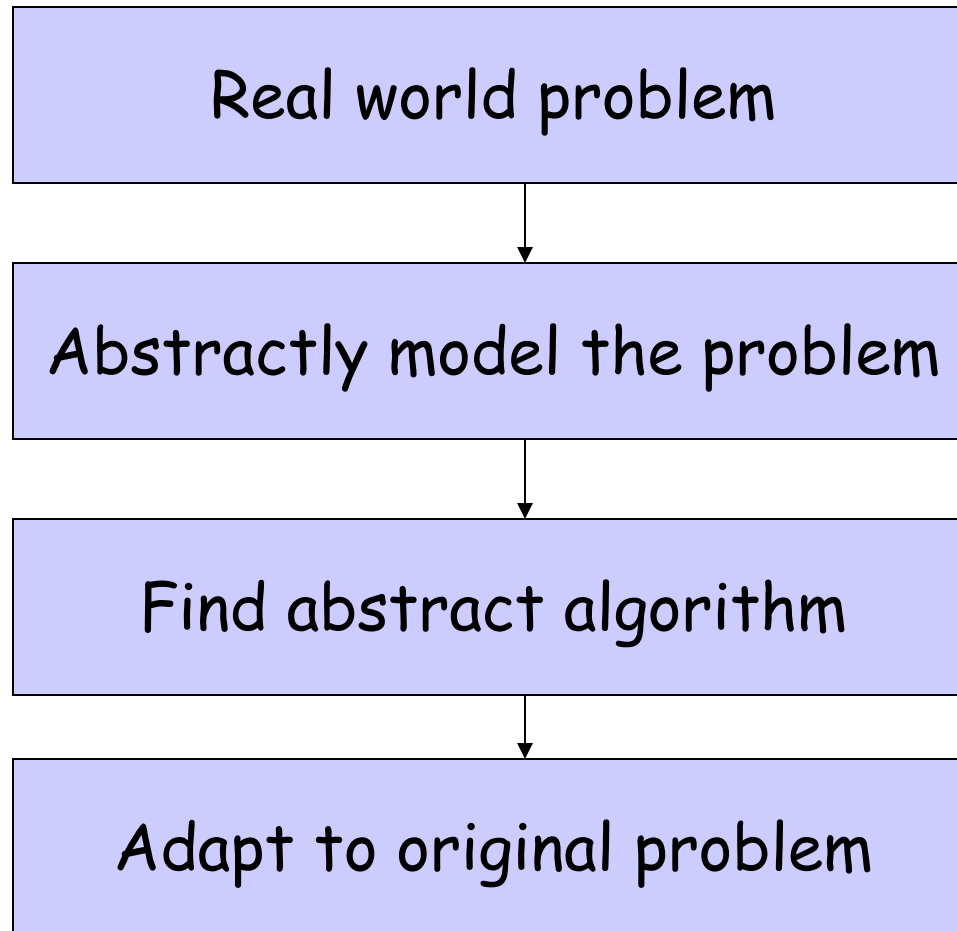 Real world problem
Abstractly model the problem
Find abstract algorithm
Adapt to original problem